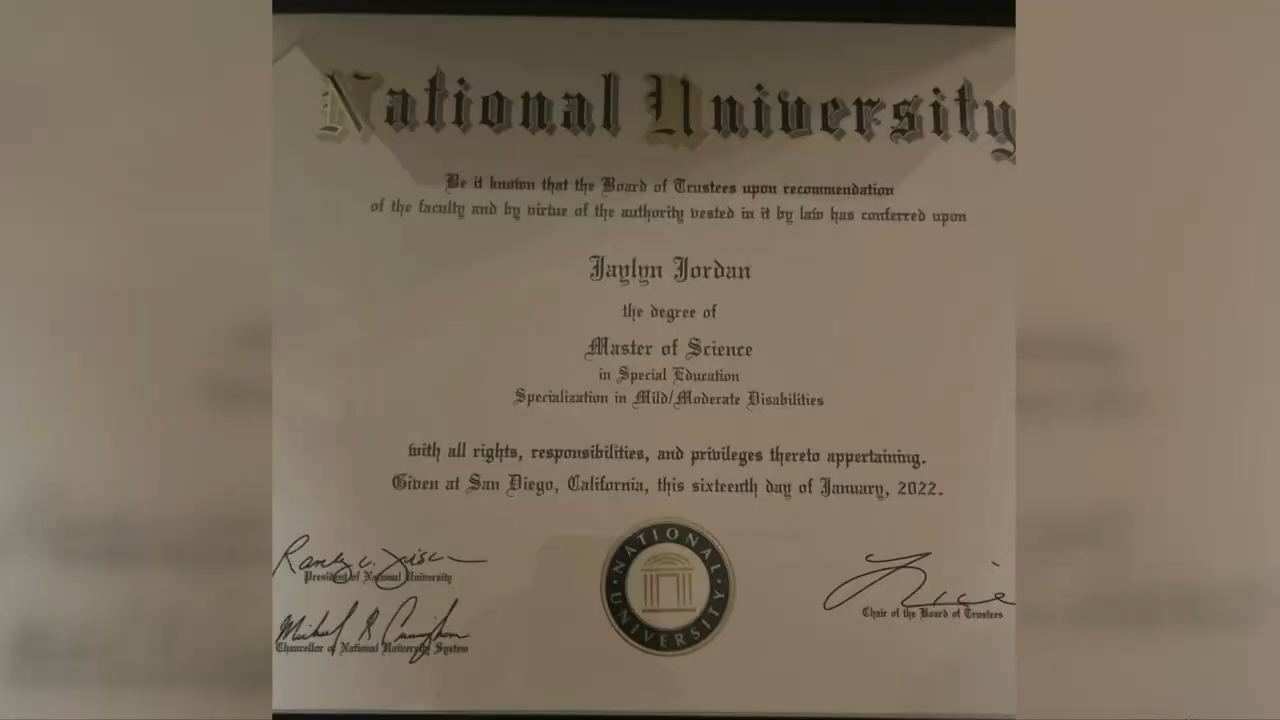 National University
Be it known that the Board of Trustees upon recommendation
of the faculty and by virtue of the authority vested in it by law has conferred upon
Jaylyn Jordan
the degree of
Master of Science
in Special Education
Specialization in Mild/Moderate Disabilities
with all rights, responsibilities, and privileges thereto appertaining.
Given at San Diego, California, this sixteenth day of January, 2022.
President of National University
Michael R. Cunningham
Chancellor of National University System
NATIONAL UNIVERSITY
Chair of the Board of Trustees